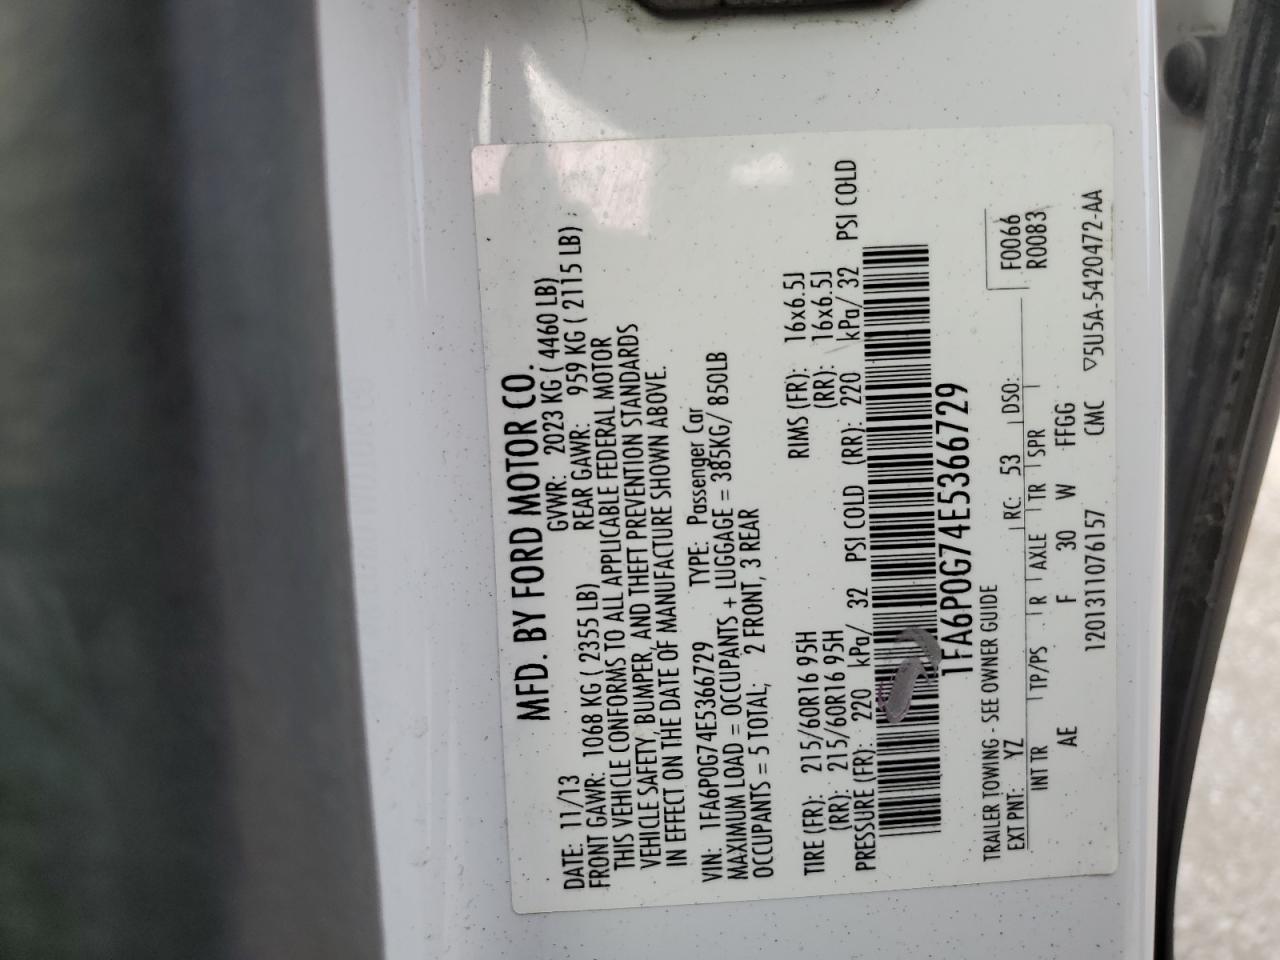 MFD. BY FORD MOTOR CO.
DATE: 11/13 GVWR: 2023 KG ( 4460 LB)
FRONT GAWR: 1068 KG ( 2355 LB) REAR GAWR: 959 KG ( 2115 LB)
THIS VEHICLE CONFORMS TO ALL APPLICABLE FEDERAL MOTOR
VEHICLE SAFETY, BUMPER, AND THEFT PREVENTION STANDARDS
IN EFFECT ON THE DATE OF MANUFACTURE SHOWN ABOVE.
VIN: 1FA6P0G74E5366729 TYPE: Passenger Car
MAXIMUM LOAD = OCCUPANTS + LUGGAGE = 385KG/ 850LB
OCCUPANTS = 5 TOTAL; 2 FRONT, 3 REAR
TIRE (FR): 215/60R16 95H RIMS (FR): 16x6.5J
(RR): 215/60R16 95H (RR): 16x6.5J
PRESSURE (FR): 220 kPa/ 32 PSI COLD (RR): 220 kPa/ 32 PSI COLD
1FA6P0G74E5366729
TRAILER TOWING - SEE OWNER GUIDE
EXT PNT: YZ RC: 53 DSO: F0066
INT TR TP/PS R AXLE TR SPR R0083
AE F 30 W FFGG
1201311076157 CMC ▽5U5A-5420472-AA